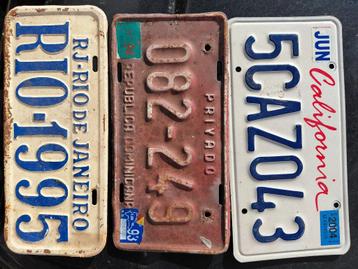 RJ-RIO DE JANEIRO
RIO-1995
PRIVADO
082-249
REPUBLICA DOMINICANA
93
JUN
California
2004
5CAZ043